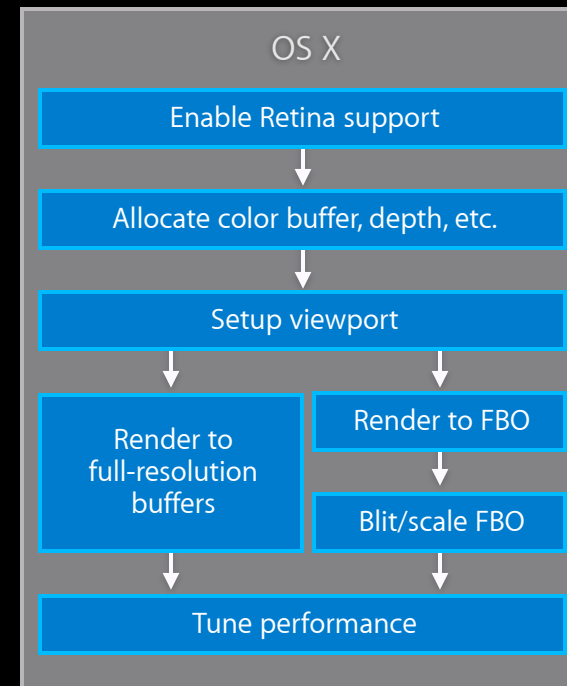 OS X
Enable Retina support
Allocate color buffer, depth, etc.
Setup viewport
Render to
full-resolution
buffers
Render to FBO
Blit/scale FBO
Tune performance